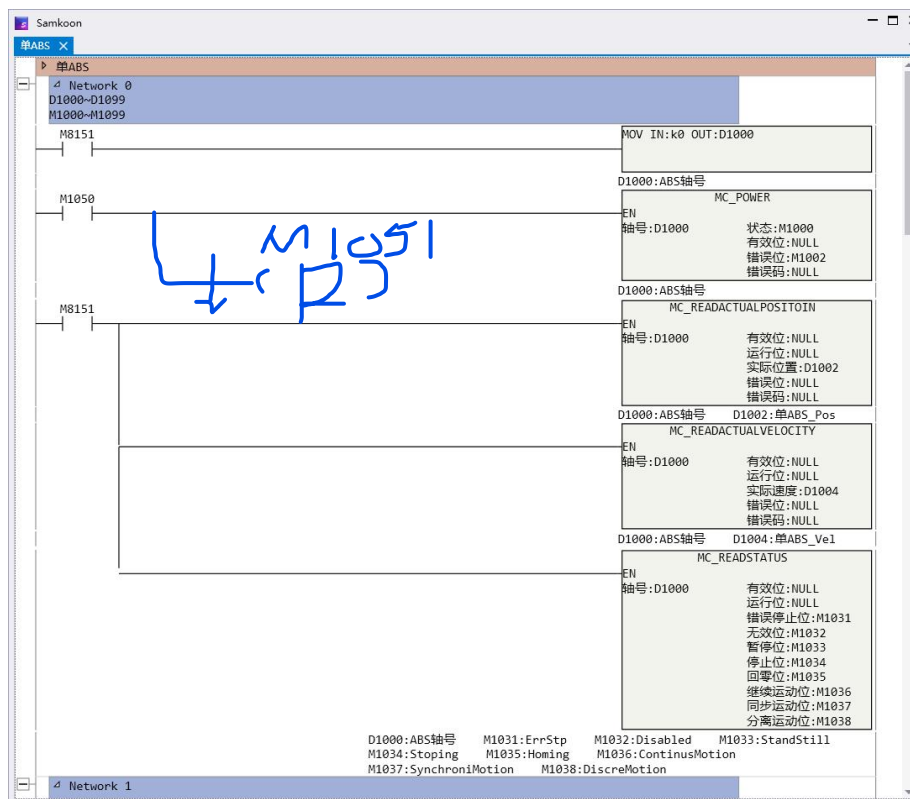 Samkoon
单ABS
单ABS
Network 0
D1000~D1099
M1000~M1099
M8151
MOV IN:k0 OUT:D1000
D1000:ABS轴号
M1050
MC_POWER
EN
轴号:D1000 状态:M1000
有效位:NULL
错误位:M1002
错误码:NULL
M1051
(R)
D1000:ABS轴号
M8151
MC_READACTUALPOSITOIN
EN
轴号:D1000 有效位:NULL
运行位:NULL
实际位置:D1002
错误位:NULL
错误码:NULL
D1000:ABS轴号 D1002:单ABS_Pos
MC_READACTUALVELOCITY
EN
轴号:D1000 有效位:NULL
运行位:NULL
实际速度:D1004
错误位:NULL
错误码:NULL
D1000:ABS轴号 D1004:单ABS_Vel
MC_READSTATUS
EN
轴号:D1000 有效位:NULL
运行位:NULL
错误停止位:M1031
无效位:M1032
暂停位:M1033
停止位:M1034
回零位:M1035
继续运动位:M1036
同步运动位:M1037
分离运动位:M1038
D1000:ABS轴号 M1031:ErrStp M1032:Disabled M1033:StandStill
M1034:Stoping M1035:Homing M1036:ContinusMotion
M1037:SynchroniMotion M1038:DiscreMotion
Network 1